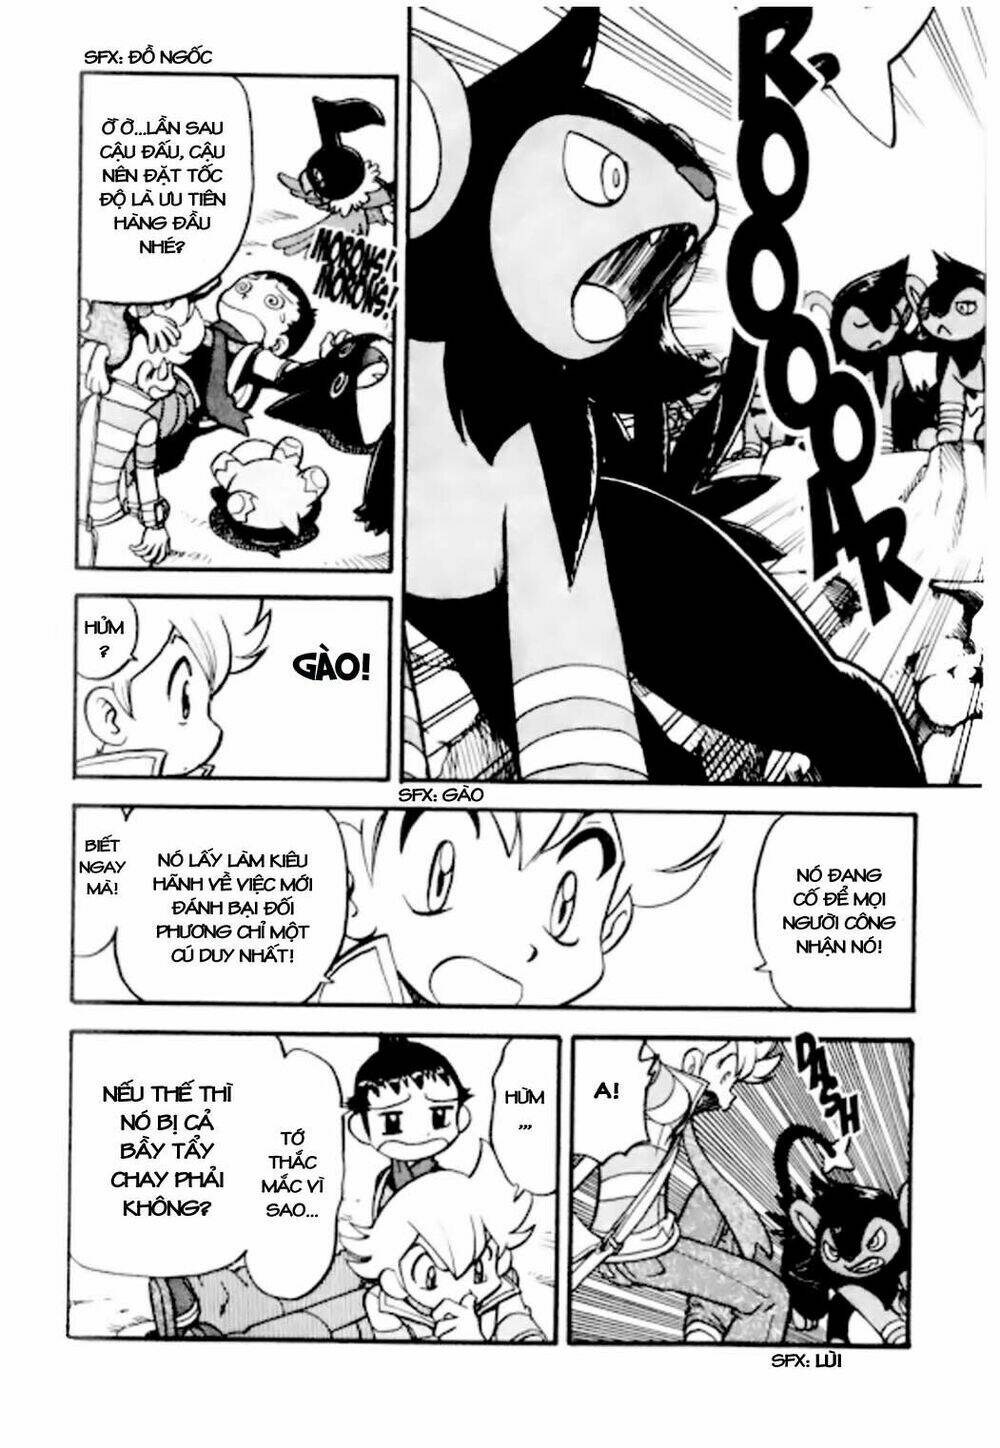 SFX: ĐỒ NGỐC
Ờ Ờ...LẦN SAU
CẬU ĐẤU, CẬU
NÊN ĐẶT TỐC
ĐỘ LÀ ƯU TIÊN
HÀNG ĐẦU
NHÉ?
MORONS!
MORONS!
ROOOOOAR
HỬM
?
GÀO!
SFX: GÀO
BIẾT
NGAY
MÀ!
NÓ LẤY LÀM KIÊU
HÃNH VỀ VIỆC MỚI
ĐÁNH BẠI ĐỐI
PHƯƠNG CHỈ MỘT
CÚ DUY NHẤT!
NÓ ĐANG
CỐ ĐỂ MỌI
NGƯỜI CÔNG
NHẬN NÓ!
NẾU THẾ THÌ
NÓ BỊ CẢ
BẦY TẨY
CHAY PHẢI
KHÔNG?
TỚ
THẮC
MẮC VÌ
SAO...
HỪM
,,,
A!
DASH
SFX: LÙI